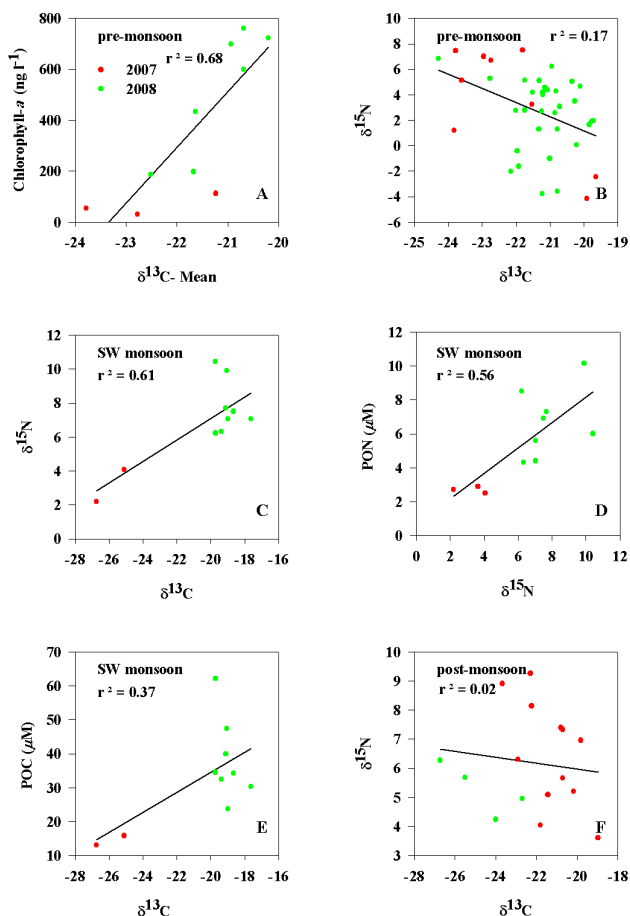 800
600
400
200
0
Chlorophyll-a (ng l⁻¹)
pre-monsoon
r² = 0.68
2007
2008
A
-24 -23 -22 -21 -20
δ¹³C- Mean
10
8
6
4
2
0
-2
-4
-6
δ¹⁵N
pre-monsoon
r² = 0.17
B
-25 -24 -23 -22 -21 -20 -19
δ¹³C
12
10
8
6
4
2
0
δ¹⁵N
SW monsoon
r² = 0.61
C
-28 -26 -24 -22 -20 -18 -16
δ¹³C
12
10
8
6
4
2
0
PON (μM)
SW monsoon
r² = 0.56
D
0 2 4 6 8 10 12
δ¹⁵N
70
60
50
40
30
20
10
POC (μM)
SW monsoon
r² = 0.37
E
-28 -26 -24 -22 -20 -18 -16
δ¹³C
10
9
8
7
6
5
4
3
δ¹⁵N
post-monsoon
r² = 0.02
F
-28 -26 -24 -22 -20 -18
δ¹³C